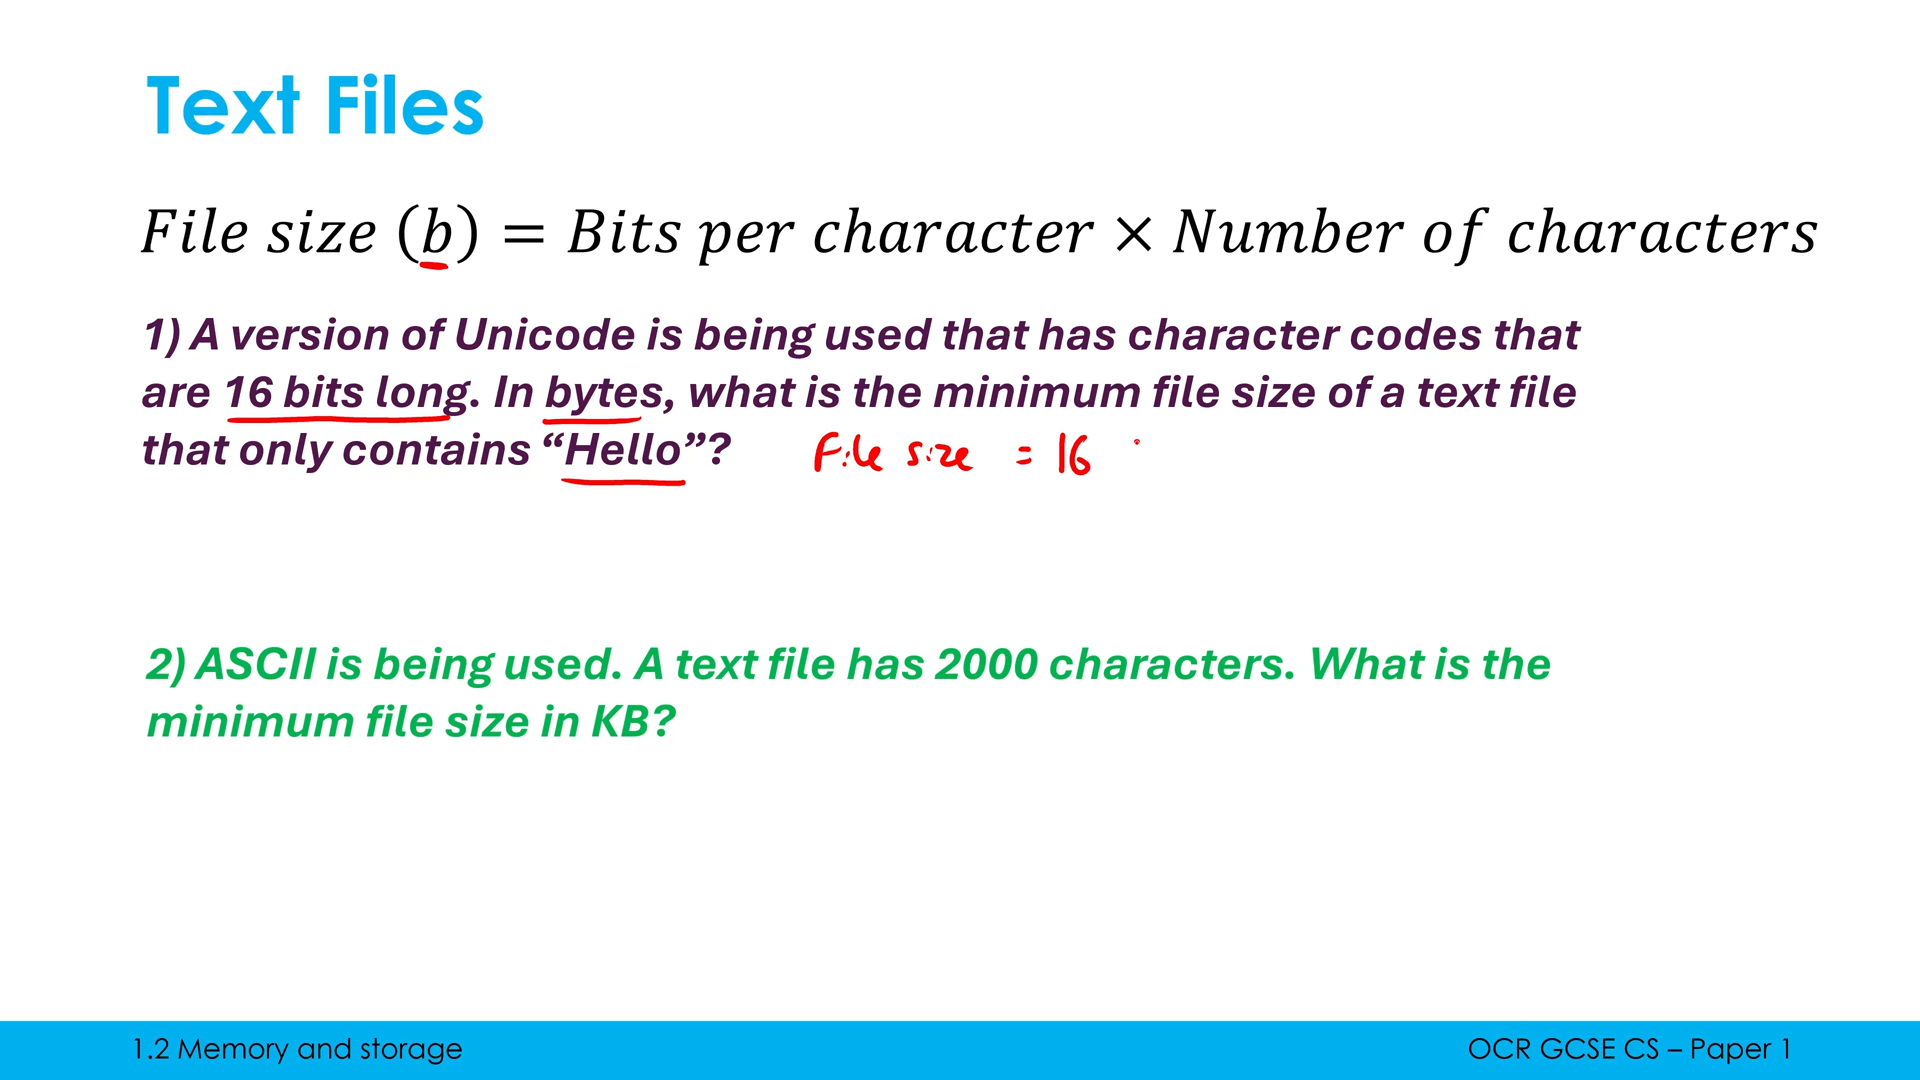 Text Files
File size (b) = Bits per character × Number of characters
1) A version of Unicode is being used that has character codes that
are 16 bits long. In bytes, what is the minimum file size of a text file
that only contains “Hello”? File size = 16
2) ASCII is being used. A text file has 2000 characters. What is the
minimum file size in KB?
1.2 Memory and storage
OCR GCSE CS – Paper 1